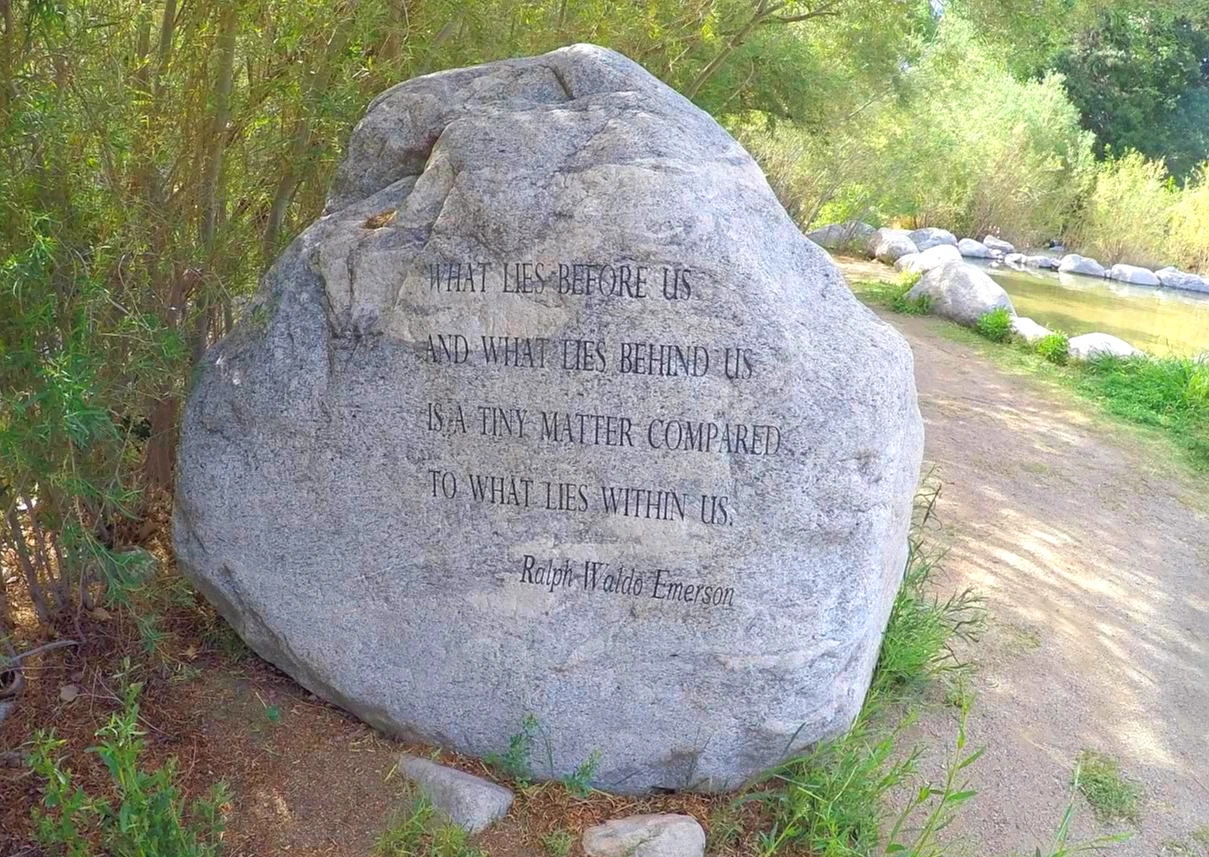 WHAT LIES BEFORE US
AND WHAT LIES BEHIND US
IS A TINY MATTER COMPARED
TO WHAT LIES WITHIN US.
Ralph Waldo Emerson